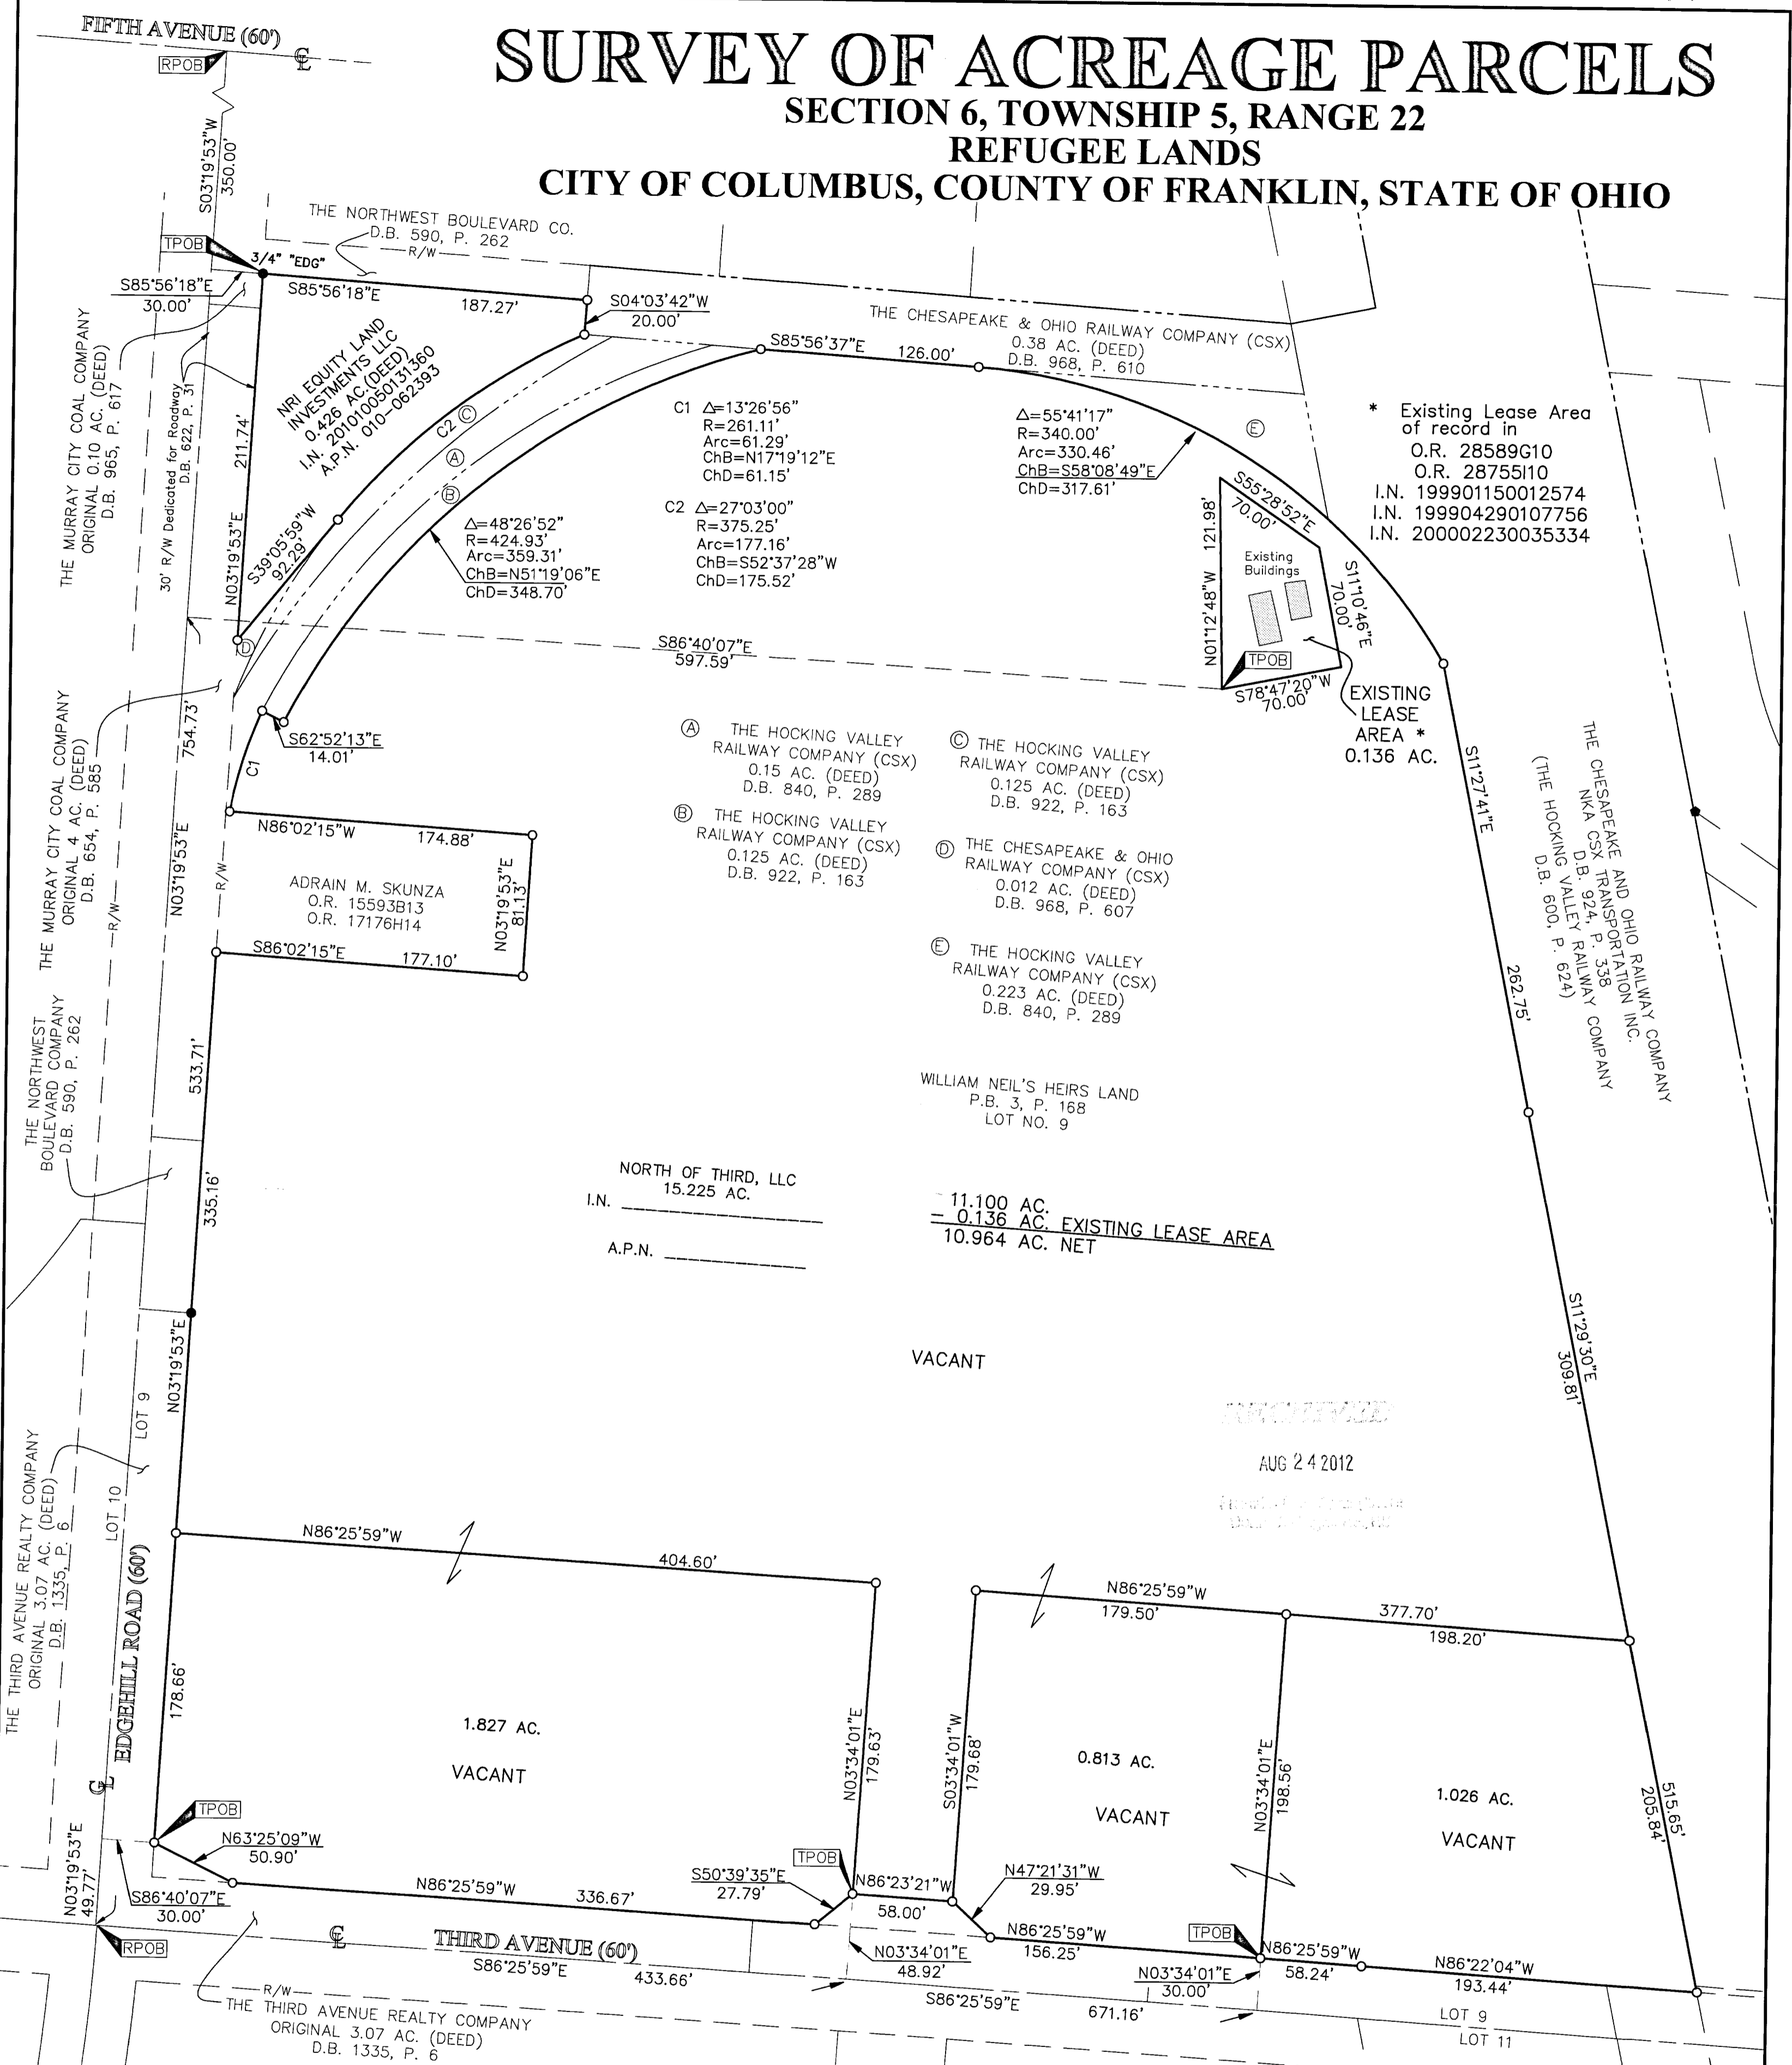 SURVEY OF ACREAGE PARCELS
SECTION 6, TOWNSHIP 5, RANGE 22
REFUGEE LANDS
CITY OF COLUMBUS, COUNTY OF FRANKLIN, STATE OF OHIO
FIFTH AVENUE (60')
RPOB
S03°19'53"W
350.00'
THE NORTHWEST BOULEVARD CO.
D.B. 590, P. 262
R/W
TPOB
3/4" "EDG"
S85°56'18"E
30.00'
S85°56'18"E
187.27'
S04°03'42"W
20.00'
THE CHESAPEAKE & OHIO RAILWAY COMPANY (CSX)
0.38 AC. (DEED)
D.B. 968, P. 610
S85°56'37"E
126.00'
THE MURRAY CITY COAL COMPANY
ORIGINAL 0.10 AC. (DEED)
D.B. 965, P. 617
30' R/W Dedicated for Roadway
D.B. 622, P. 31
211.74'
N03°19'53"E
NRI EQUITY LAND
INVESTMENTS LLC
0.426 AC.(DEED)
I.N. 201010050131360
A.P.N. 010-062393
S39°05'59"W
92.29'
C2 C
A
B
D
E
C1 Δ=13°26'56"
R=261.11'
Arc=61.29'
ChB=N17°19'12"E
ChD=61.15'
C2 Δ=27°03'00"
R=375.25'
Arc=177.16'
ChB=S52°37'28"W
ChD=175.52'
Δ=48°26'52"
R=424.93'
Arc=359.31'
ChB=N51°19'06"E
ChD=348.70'
Δ=55°41'17"
R=340.00'
Arc=330.46'
ChB=S58°08'49"E
ChD=317.61'
* Existing Lease Area
of record in
O.R. 28589G10
O.R. 28755I10
I.N. 199901150012574
I.N. 199904290107756
I.N. 200002230035334
S55°28'52"E
70.00'
N01°12'48"W 121.98'
Existing
Buildings
S11°10'46"E
70.00'
TPOB
S78°47'20"W
70.00'
EXISTING
LEASE
AREA *
0.136 AC.
S86°40'07"E
597.59'
S62°52'13"E
14.01'
C1
N86°02'15"W
174.88'
ADRAIN M. SKUNZA
O.R. 15593B13
O.R. 17176H14
N03°19'53"E
81.13'
S86°02'15"E
177.10'
THE MURRAY CITY COAL COMPANY
ORIGINAL 4 AC. (DEED)
D.B. 654, P. 585
754.73'
N03°19'53"E
R/W
R/W
A THE HOCKING VALLEY
RAILWAY COMPANY (CSX)
0.15 AC. (DEED)
D.B. 840, P. 289
B THE HOCKING VALLEY
RAILWAY COMPANY (CSX)
0.125 AC. (DEED)
D.B. 922, P. 163
C THE HOCKING VALLEY
RAILWAY COMPANY (CSX)
0.125 AC. (DEED)
D.B. 922, P. 163
D THE CHESAPEAKE & OHIO
RAILWAY COMPANY (CSX)
0.012 AC. (DEED)
D.B. 968, P. 607
E THE HOCKING VALLEY
RAILWAY COMPANY (CSX)
0.223 AC. (DEED)
D.B. 840, P. 289
S11°27'41"E
262.75'
THE CHESAPEAKE AND OHIO RAILWAY COMPANY
NKA CSX TRANSPORTATION INC.
D.B. 924, P. 338
(THE HOCKING VALLEY RAILWAY COMPANY
D.B. 600, P. 624)
WILLIAM NEIL'S HEIRS LAND
P.B. 3, P. 168
LOT NO. 9
THE NORTHWEST
BOULEVARD COMPANY
D.B. 590, P. 262
533.71'
335.16'
NORTH OF THIRD, LLC
15.225 AC.
I.N.
A.P.N.
11.100 AC.
- 0.136 AC. EXISTING LEASE AREA
10.964 AC. NET
N03°19'53"E
VACANT
S11°29'30"E
309.81'
RECEIVED
AUG 24 2012
THE THIRD AVENUE REALTY COMPANY
ORIGINAL 3.07 AC. (DEED)
D.B. 1335, P. 6
LOT 9
LOT 10
EDGEHILL ROAD (60')
N86°25'59"W
404.60'
N86°25'59"W
179.50'
377.70'
198.20'
178.66'
1.827 AC.
VACANT
N03°34'01"E
179.63'
S03°34'01"W
179.68'
0.813 AC.
VACANT
N03°34'01"E
198.56'
1.026 AC.
VACANT
515.65'
205.84'
TPOB
N63°25'09"W
50.90'
N03°19'53"E
49.77'
S86°40'07"E
30.00'
RPOB
N86°25'59"W
336.67'
S50°39'35"E
27.79'
TPOB
N86°23'21"W
58.00'
N47°21'31"W
29.95'
N86°25'59"W
156.25'
TPOB
N86°25'59"W
58.24'
N86°22'04"W
193.44'
THIRD AVENUE (60')
S86°25'59"E
433.66'
N03°34'01"E
48.92'
N03°34'01"E
30.00'
S86°25'59"E
671.16'
LOT 9
LOT 11
R/W
THE THIRD AVENUE REALTY COMPANY
ORIGINAL 3.07 AC. (DEED)
D.B. 1335, P. 6